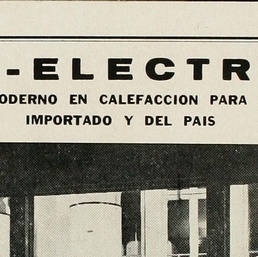 -ELECTR
ODERNO EN CALEFACCION PARA
IMPORTADO Y DEL PAIS